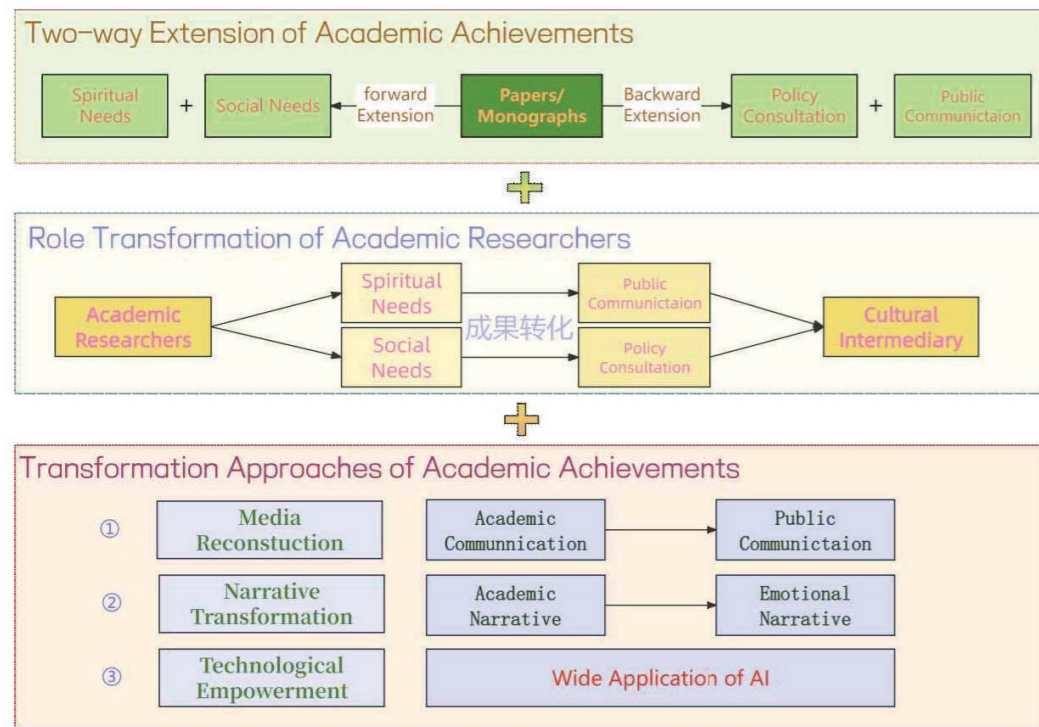 Two-way Extension of Academic Achievements
Spiritual
Needs
+
Social Needs
forward
Extension
Papers/
Monographs
Backward
Extension
Policy
Consultation
+
Public
Communictaion
Role Transformation of Academic Researchers
Academic
Researchers
Spiritual
Needs
Social
Needs
成果转化
Public
Communictaion
Policy
Consultation
Cultural
Intermediary
Transformation Approaches of Academic Achievements
①
Media
Reconstuction
Academic
Communnication
Public
Communictaion
②
Narrative
Transformation
Academic
Narrative
Emotional
Narrative
③
Technological
Empowerment
Wide Application of AI